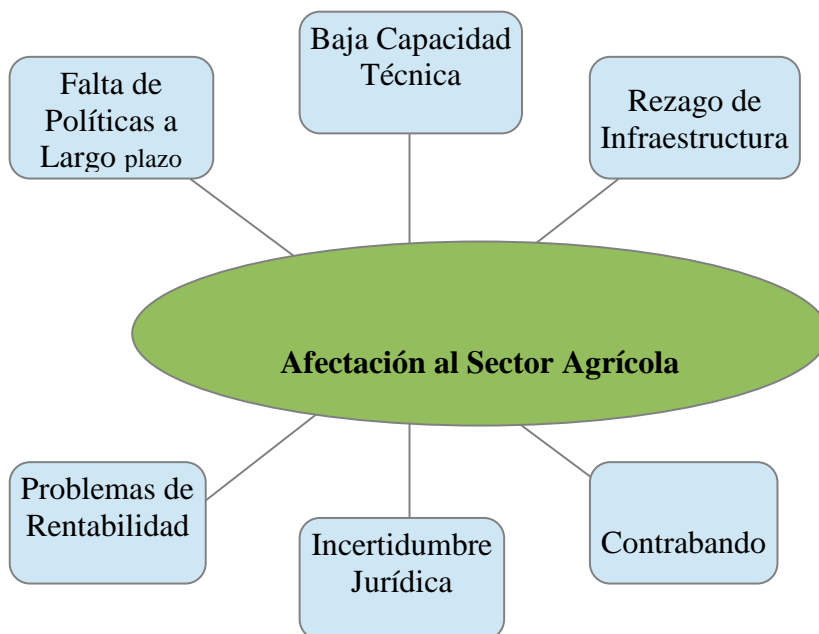 Baja Capacidad
Técnica
Falta de
Políticas a
Largo plazo
Rezago de
Infraestructura
Afectación al Sector Agrícola
Problemas de
Rentabilidad
Incertidumbre
Jurídica
Contrabando